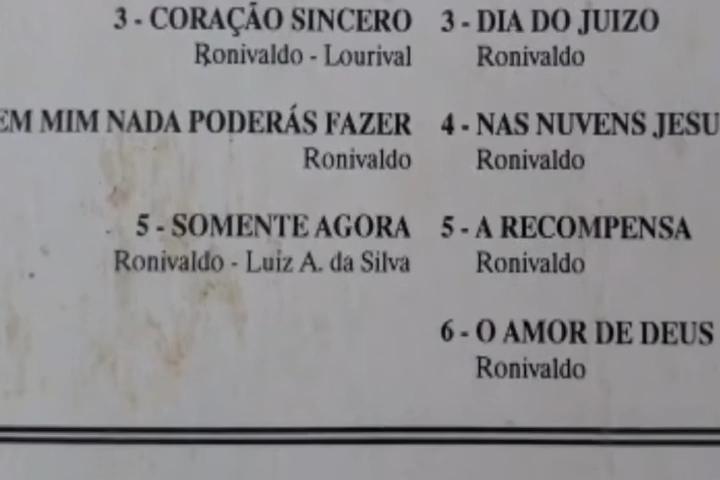 3 - CORAÇÃO SINCERO
Ronivaldo - Lourival
EM MIM NADA PODERÁS FAZER
Ronivaldo
5 - SOMENTE AGORA
Ronivaldo - Luiz A. da Silva
3 - DIA DO JUIZO
Ronivaldo
4 - NAS NUVENS JESU
Ronivaldo
5 - A RECOMPENSA
Ronivaldo
6 - O AMOR DE DEUS
Ronivaldo